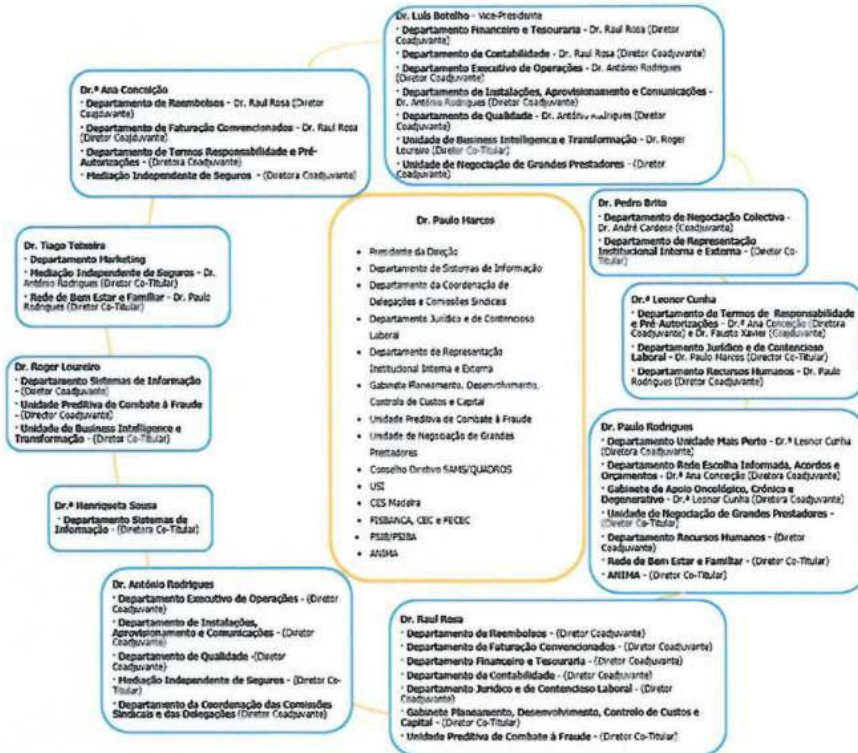 Dr. Luís Botelho - Vice-Presidente
· Departamento Financeiro e Tesouraria - Dr. Raul Rosa (Diretor
Coadjuvante)
· Departamento de Contabilidade - Dr. Raul Rosa (Diretor Coadjuvante)
· Departamento Executivo de Operações - Dr. António Rodrigues
(Diretor Coadjuvante)
· Departamento de Instalações, Aprovisionamento e Comunicações -
Dr. António Rodrigues (Diretor Coadjuvante)
· Departamento de Qualidade - Dr. António Rodrigues (Diretor
Coadjuvante)
· Unidade de Business Intelligence e Transformação - Dr. Roger
Loureiro (Diretor Co-Titular)
· Unidade de Negociação de Grandes Prestadores - (Diretor
Coadjuvante)
Dr.ª Ana Conceição
· Departamento de Reembolsos - Dr. Raul Rosa (Diretor
Coadjuvante)
· Departamento de Faturação Convencionados - Dr. Raul Rosa
(Diretor Coadjuvante)
· Departamento de Termos Responsabilidade e Pré-
Autorizações - (Diretora Coadjuvante)
· Mediação Independente de Seguros - (Diretora Coadjuvante)
Dr. Pedro Brito
· Departamento de Negociação Colectiva -
Dr. André Cardoso (Coadjuvante)
· Departamento de Representação
Institucional Interna e Externa - (Diretor Co-
Titular)
Dr. Tiago Teixeira
· Departamento Marketing
· Mediação Independente de Seguros - Dr.
António Rodrigues (Diretor Co-Titular)
· Rede de Bem Estar e Familiar - Dr. Paulo
Rodrigues (Diretor Co-Titular)
Dr. Paulo Marcos
• Presidente da Direção
• Departamento de Sistemas de Informação
• Departamento da Coordenação de
Delegações e Comissões Sindicais
• Departamento Jurídico e de Contencioso
Laboral
• Departamento de Representação
Institucional Interna e Externa
• Gabinete Planeamento, Desenvolvimento,
Controlo de Custos e Capital
• Unidade Preditiva de Combate à Fraude
• Unidade de Negociação de Grandes
Prestadores
• Conselho Diretivo SAMS/QUADROS
• USI
• CES Madeira
• FISBANCA, CEC e FECEC
• PSIB/PSIBA
• ANIMA
Dr.ª Leonor Cunha
· Departamento de Termos de Responsabilidade
e Pré-Autorizações - Dr.ª Ana Conceição (Diretora
Coadjuvante) e Dr. Fausto Xavier (Coadjuvante)
· Departamento Jurídico e de Contencioso
Laboral - Dr. Paulo Marcos (Director Co-Titular)
· Departamento Recursos Humanos - Dr. Paulo
Rodrigues (Diretor Coadjuvante)
Dr. Roger Loureiro
· Departamento Sistemas de Informação
- (Diretor Coadjuvante)
· Unidade Preditiva de Combate à Fraude -
(Director Coadjuvante)
· Unidade de Business Intelligence e
Transformação - (Diretor Co-Titular)
Dr. Paulo Rodrigues
· Departamento Unidade Mais Perto - Dr.ª Leonor Cunha
(Diretora Coadjuvante)
· Departamento Rede Escolha Informada, Acordos e
Orçamentos - Dr.ª Ana Conceição (Diretora Coadjuvante)
· Gabinete de Apoio Oncológico, Crónico e
Degenerativo - Dr.ª Leonor Cunha (Diretora Coadjuvante)
· Unidade de Negociação de Grandes Prestadores -
(Diretor Co-Titular)
· Departamento Recursos Humanos - (Diretor
Coadjuvante)
· Rede de Bem Estar e Familiar - (Diretor Co-Titular)
· ANIMA - (Diretor Co-Titular)
Dr.ª Henriqueta Sousa
· Departamento Sistemas de
Informação - (Diretora Co-Titular)
Dr. António Rodrigues
· Departamento Executivo de Operações - (Diretor
Coadjuvante)
· Departamento de Instalações,
Aprovisionamento e Comunicações - (Diretor
Coadjuvante)
· Departamento de Qualidade -(Diretor
Coadjuvante)
· Mediação Independente de Seguros - (Diretor Co-
Titular)
· Departamento da Coordenação das Comissões
Sindicais e das Delegações (Diretor Coadjuvante)
Dr. Raul Rosa
· Departamento de Reembolsos - (Diretor Coadjuvante)
· Departamento de Faturação Convencionados - (Diretor Coadjuvante)
· Departamento Financeiro e Tesouraria - (Diretor Coadjuvante)
· Departamento de Contabilidade - (Diretor Coadjuvante)
· Departamento Jurídico e de Contencioso Laboral - (Diretor
Coadjuvante)
· Gabinete Planeamento, Desenvolvimento, Controlo de Custos e
Capital - (Diretor Co-Titular)
· Unidade Preditiva de Combate à Fraude - (Diretor Co-Titular)